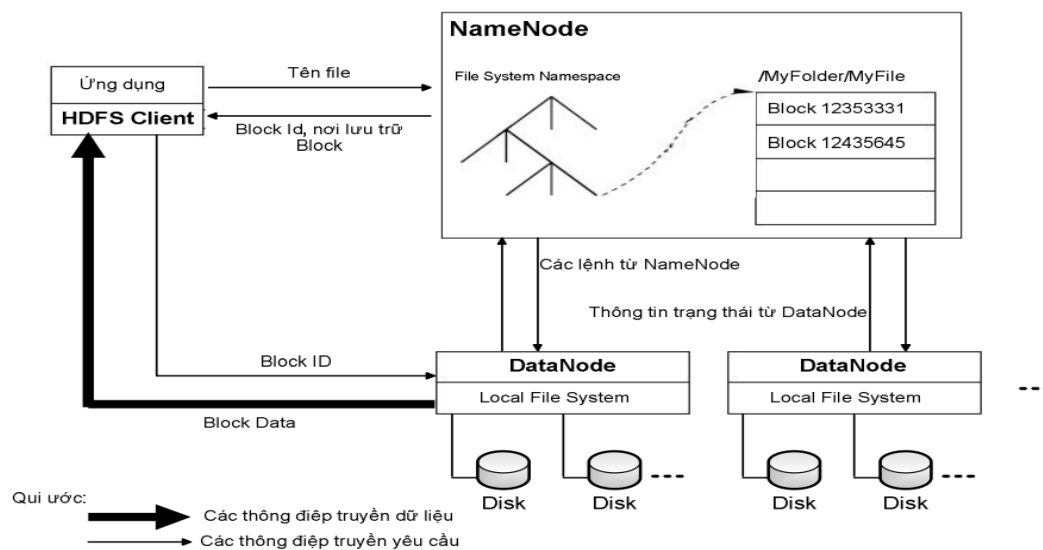 NameNode
Ứng dụng
HDFS Client
Tên file
Block Id, nơi lưu trữ
Block
File System Namespace
/MyFolder/MyFile
Block 12353331
Block 12435645
Các lệnh từ NameNode
Thông tin trạng thái từ DataNode
Block ID
Block Data
DataNode
Local File System
DataNode
Local File System
Disk
Disk
Disk
Disk
Qui ước:
Các thông điệp truyền dữ liệu
Các thông điệp truyền yêu cầu